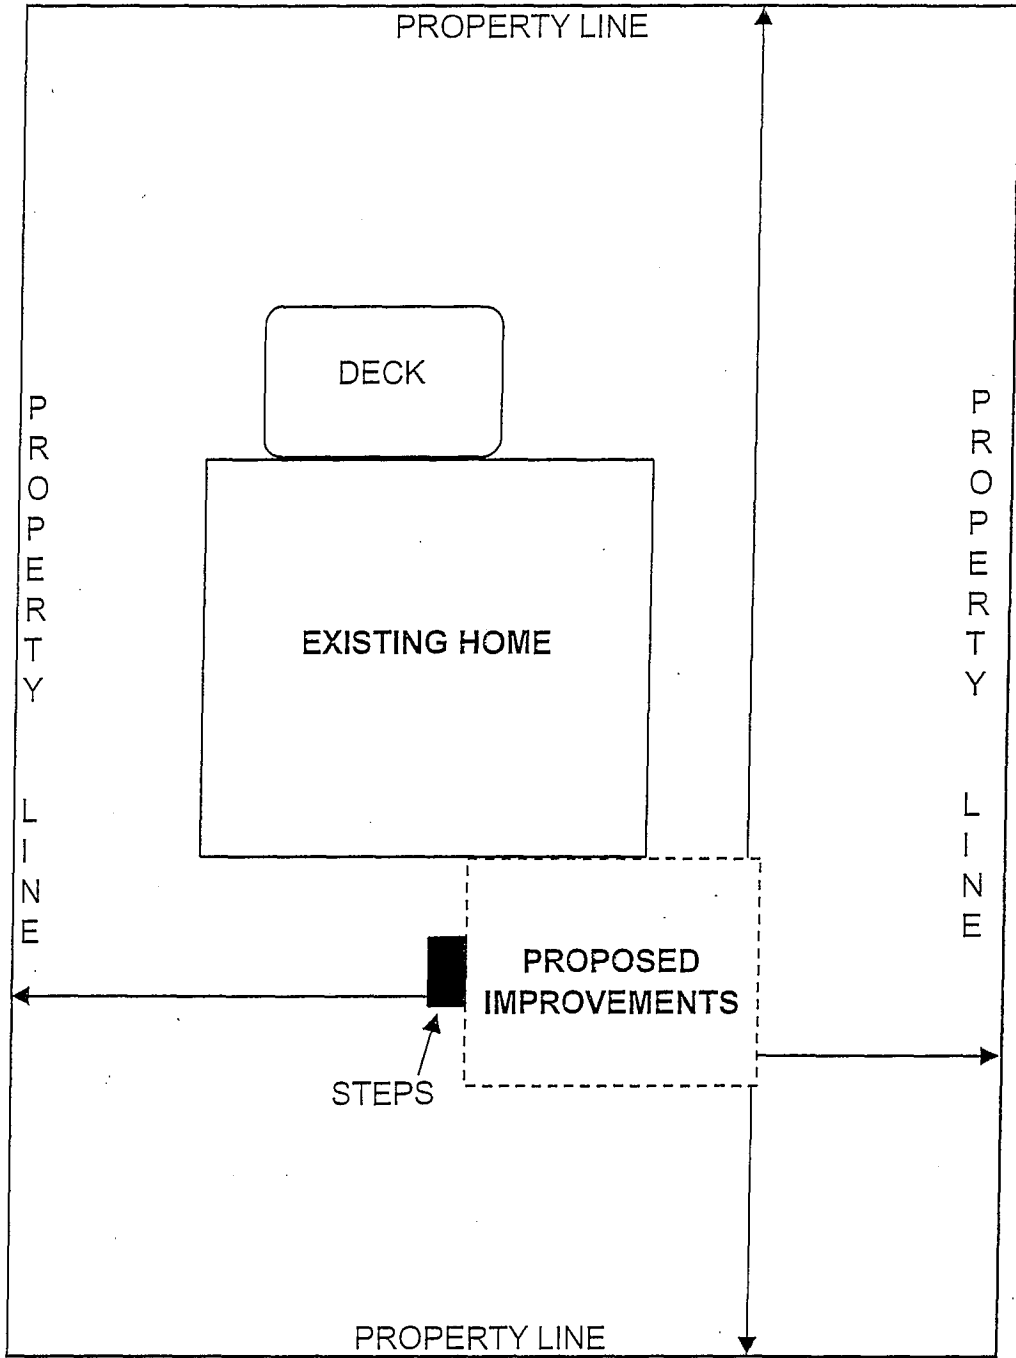 PROPERTY LINE
DECK
PROPERTY LINE
PROPERTY LINE
EXISTING HOME
PROPOSED
IMPROVEMENTS
STEPS
PROPERTY LINE